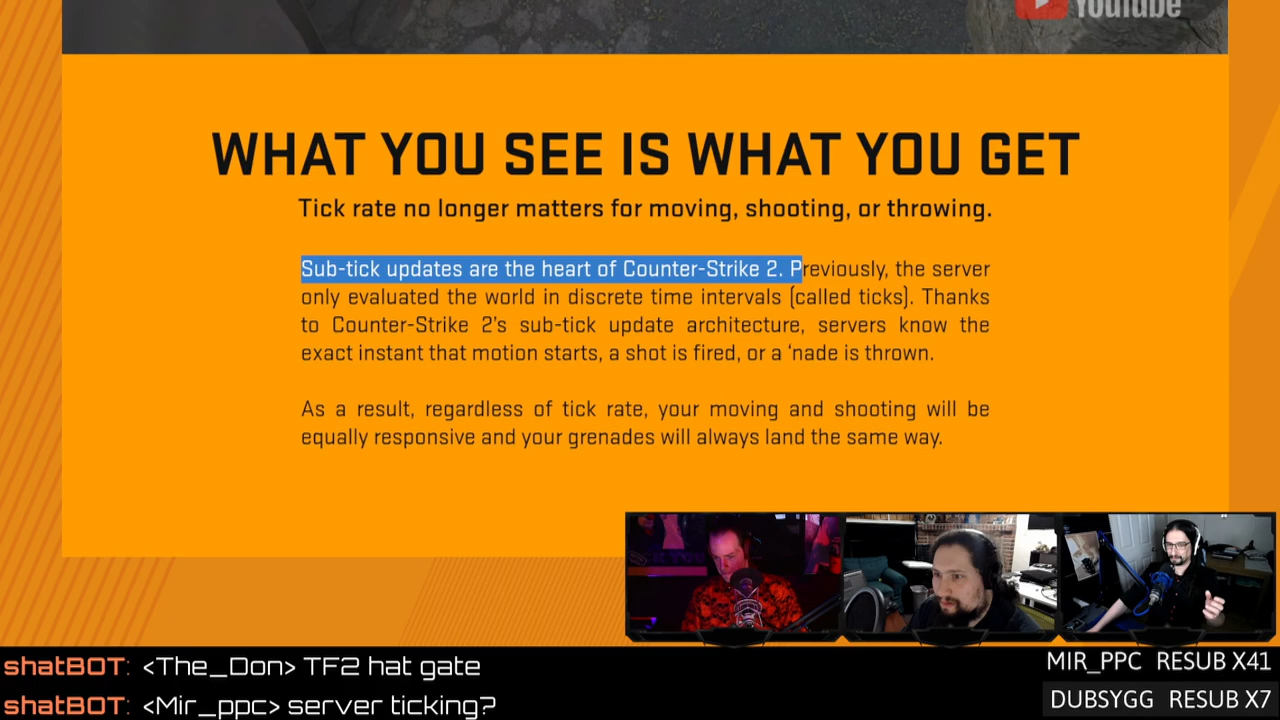 YouTube
WHAT YOU SEE IS WHAT YOU GET
Tick rate no longer matters for moving, shooting, or throwing.
Sub-tick updates are the heart of Counter-Strike 2. Previously, the server
only evaluated the world in discrete time intervals (called ticks). Thanks
to Counter-Strike 2’s sub-tick update architecture, servers know the
exact instant that motion starts, a shot is fired, or a ‘nade is thrown.
As a result, regardless of tick rate, your moving and shooting will be
equally responsive and your grenades will always land the same way.
shatBOT: <The_Don> TF2 hat gate
shatBOT: <Mir_ppc> server ticking?
MIR_PPC RESUB X41
DUBSYGG RESUB X7